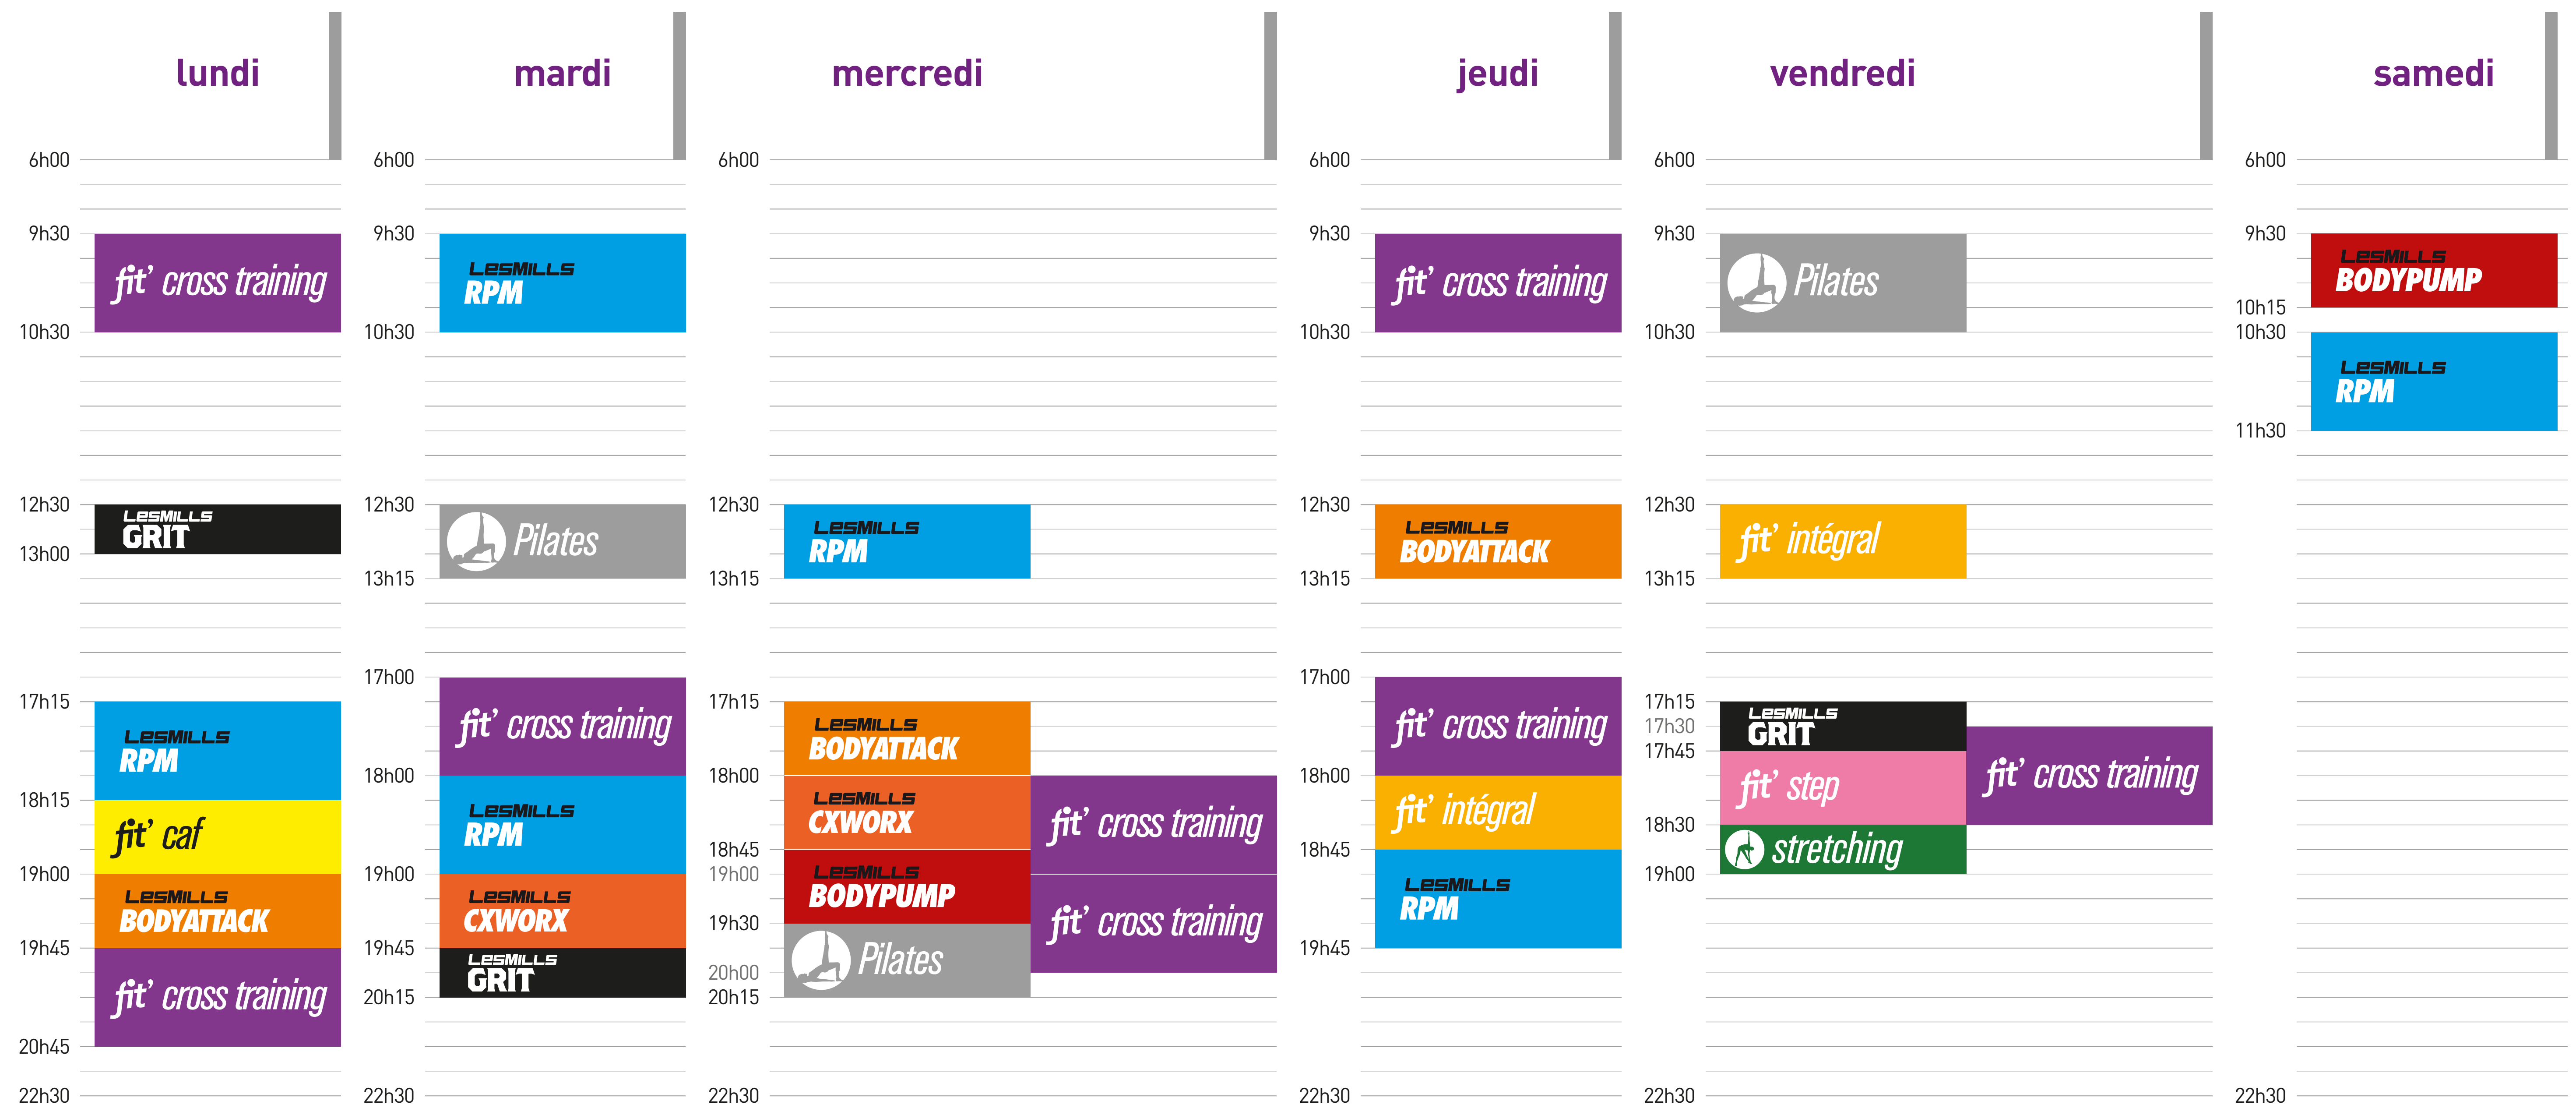 lundi
6h00
9h30
fit' cross training
10h30
12h30
LESMILLS
GRIT
13h00
17h15
LESMILLS
RPM
18h15
fit' caf
19h00
LESMILLS
BODYATTACK
19h45
fit' cross training
20h45
22h30
mardi
6h00
9h30
LESMILLS
RPM
10h30
12h30
Pilates
13h15
17h00
fit' cross training
18h00
LESMILLS
RPM
19h00
LESMILLS
CXWORX
19h45
LESMILLS
GRIT
20h15
22h30
mercredi
6h00
12h30
LESMILLS
RPM
13h15
17h15
LESMILLS
BODYATTACK
18h00
LESMILLS
CXWORX
fit' cross training
18h45
19h00
LESMILLS
BODYPUMP
fit' cross training
19h30
Pilates
20h00
20h15
22h30
jeudi
6h00
9h30
fit' cross training
10h30
12h30
LESMILLS
BODYATTACK
13h15
17h00
fit' cross training
18h00
fit' intégral
18h45
LESMILLS
RPM
19h45
22h30
vendredi
6h00
9h30
Pilates
10h30
12h30
fit' intégral
13h15
17h15
LESMILLS
GRIT
17h30
17h45
fit' step
fit' cross training
18h30
stretching
19h00
22h30
samedi
6h00
9h30
LESMILLS
BODYPUMP
10h15
10h30
LESMILLS
RPM
11h30
22h30